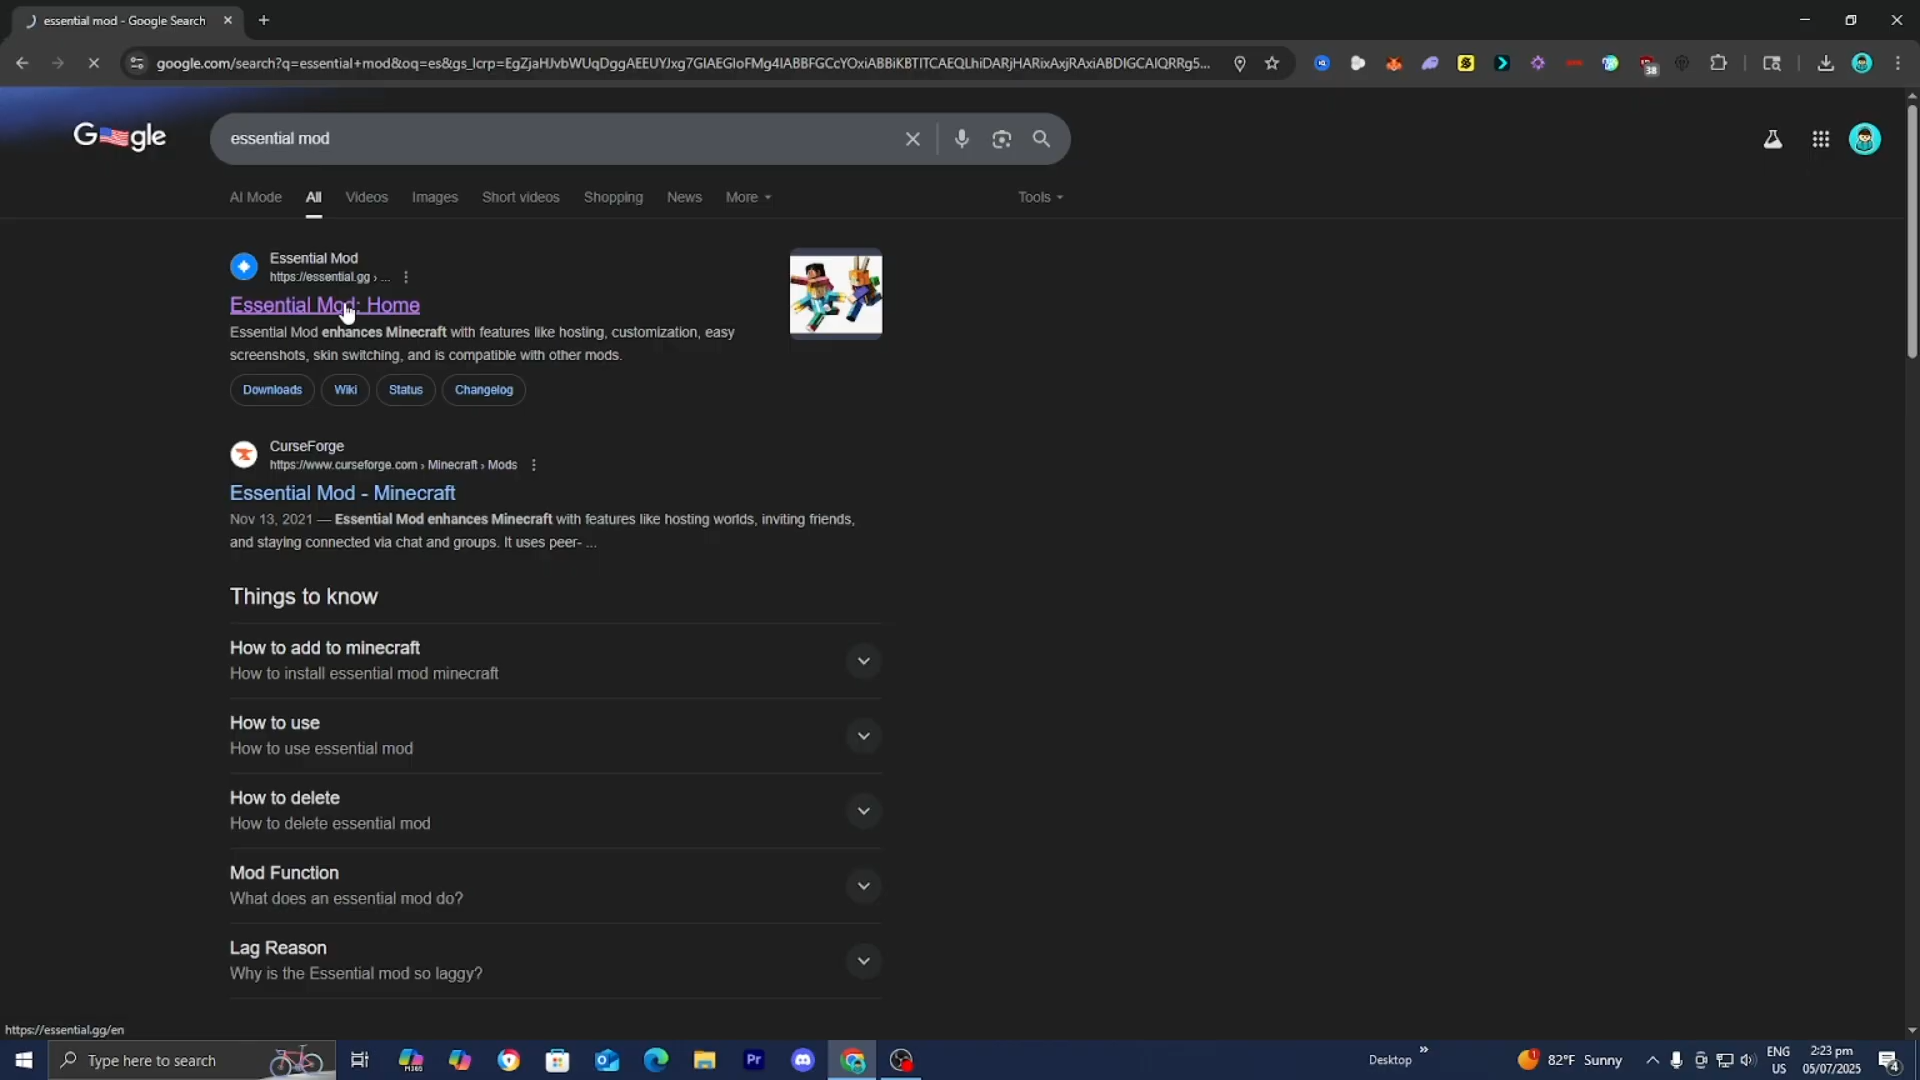 essential mod - Google Search
google.com/search?q=essential+mod&oq=es&gs_lcrp=
38
G gle
essential mod
AI Mode All Videos Images Short videos Shopping News More Tools
Essential Mod
https://essential.gg › ...
Essential Mod: Home
Essential Mod enhances Minecraft with features like hosting, customization, easy
screenshots, skin switching, and is compatible with other mods.
Downloads Wiki Status Changelog
CurseForge
https://www.curseforge.com › Minecraft › Mods
Essential Mod - Minecraft
Nov 13, 2021 — Essential Mod enhances Minecraft with features like hosting worlds, inviting friends,
and staying connected via chat and groups. It uses peer- ...
Things to know
How to add to minecraft
How to install essential mod minecraft
How to use
How to use essential mod
How to delete
How to delete essential mod
Mod Function
What does an essential mod do?
Lag Reason
Why is the Essential mod so laggy?
https://essential.gg/en
Type here to search
M365
Pr
Desktop
82°F Sunny
ENG
US
2:23 pm
05/07/2025
4